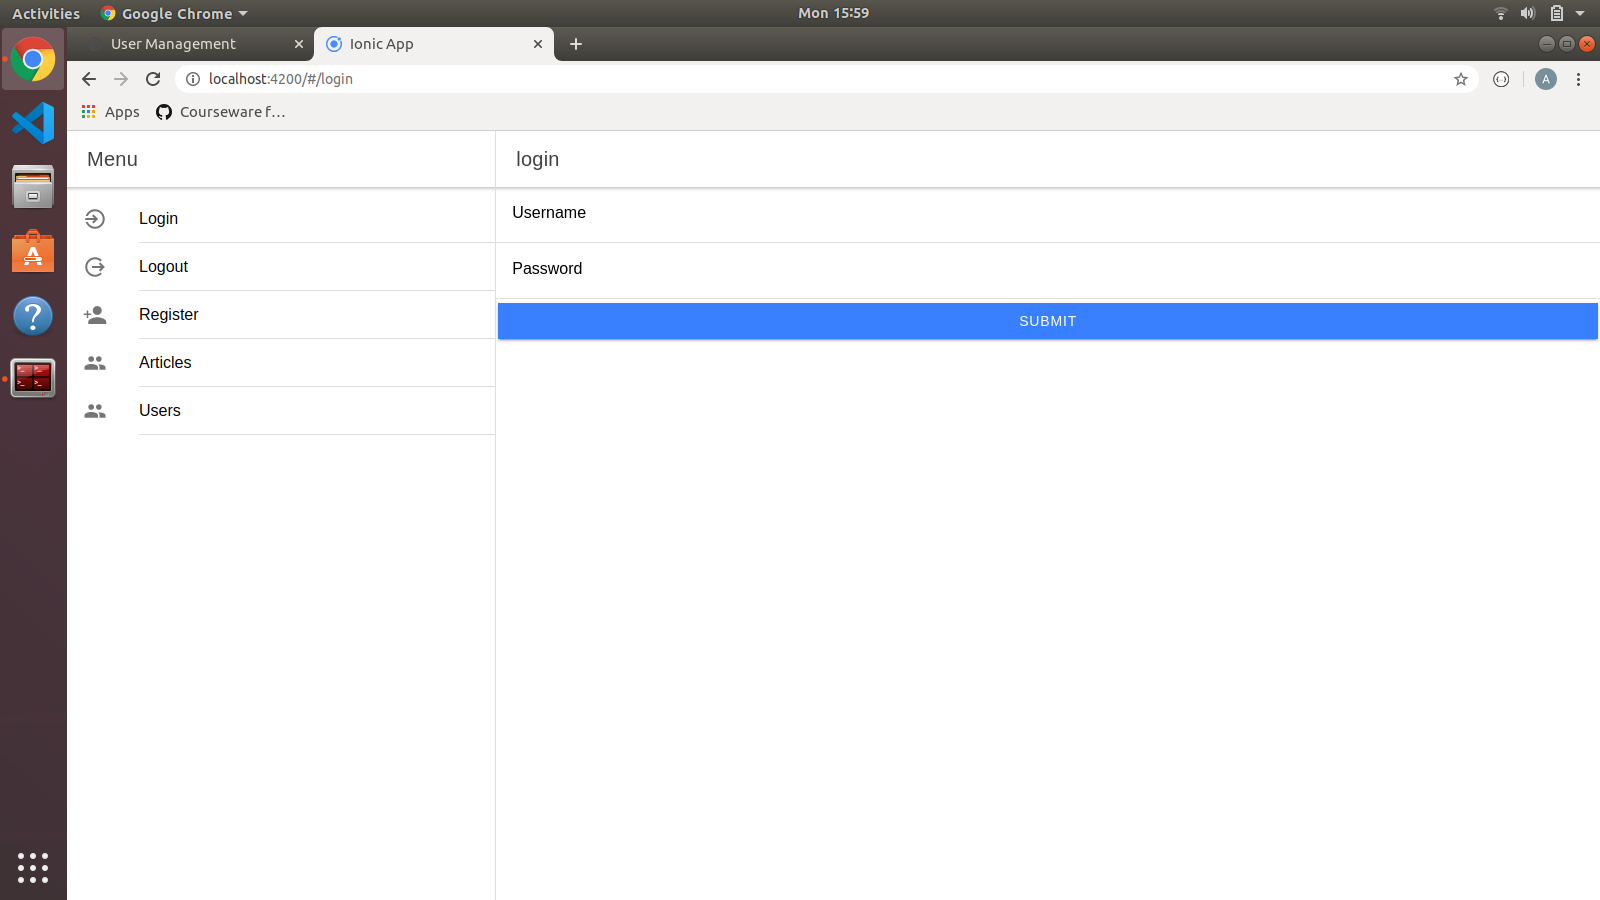 Activities Google Chrome Mon 15:59
User Management Ionic App
localhost:4200/#/login A
Apps Courseware f…
Menu
Login
Logout
Register
Articles
Users
login
Username
Password
SUBMIT